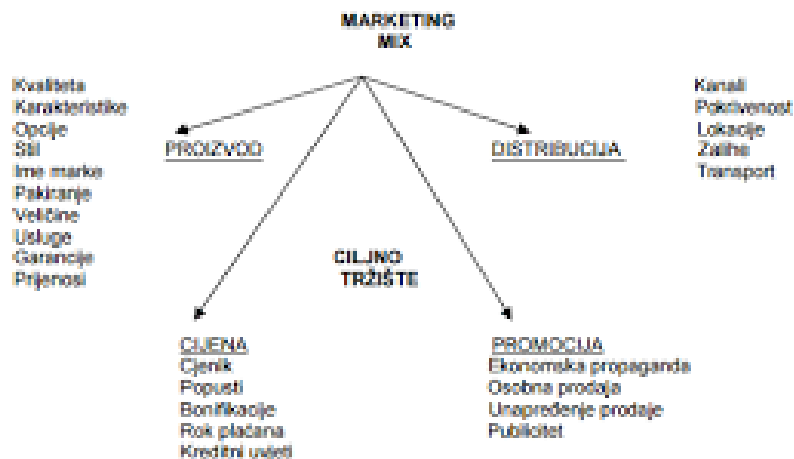 MARKETING
MIX
Kvaliteta
Karakteristike
Opcije
Stil
Ime marke
Pakiranje
Veličine
Usluge
Garancije
Prijenosi
PROIZVOD
DISTRIBUCIJA
Kanali
Pokrivenost
Lokacije
Zalihe
Transport
CILJNO
TRŽIŠTE
CIJENA
Cjenik
Popusti
Bonifikacije
Rok plaćana
Kreditni uvjeti
PROMOCIJA
Ekonomska propaganda
Osobna prodaja
Unapređenje prodaje
Publicitet